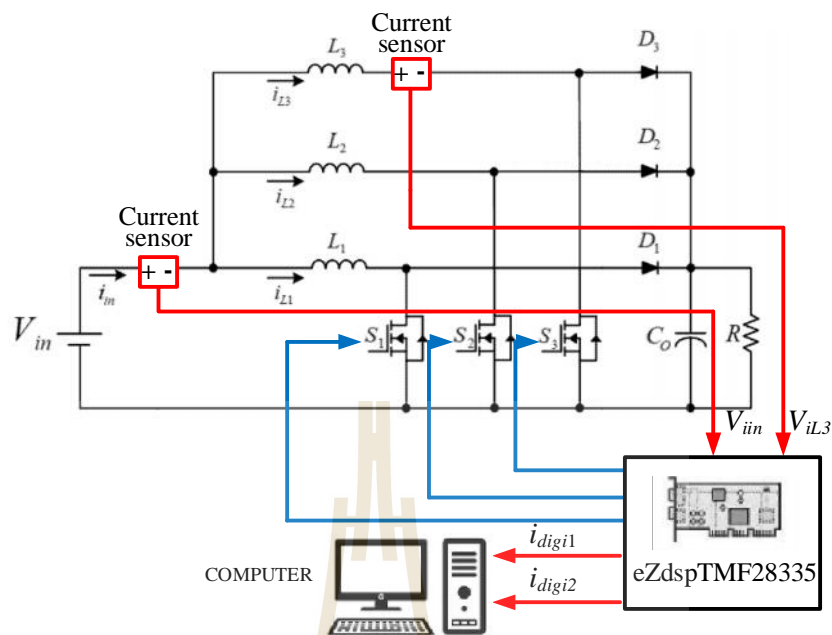 Current
sensor
L3
D3
iL3
L2
D2
iL2
Current
sensor
L1
D1
iin
iL1
Vin
S1
S2
S3
Co
R
Viin
ViL3
idigi1
COMPUTER
idigi2
eZdspTMF28335